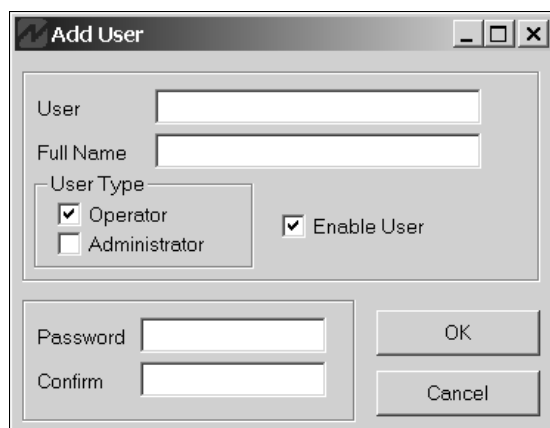 Add User
User
Full Name
User Type
Operator
Administrator
Enable User
Password
Confirm
OK
Cancel